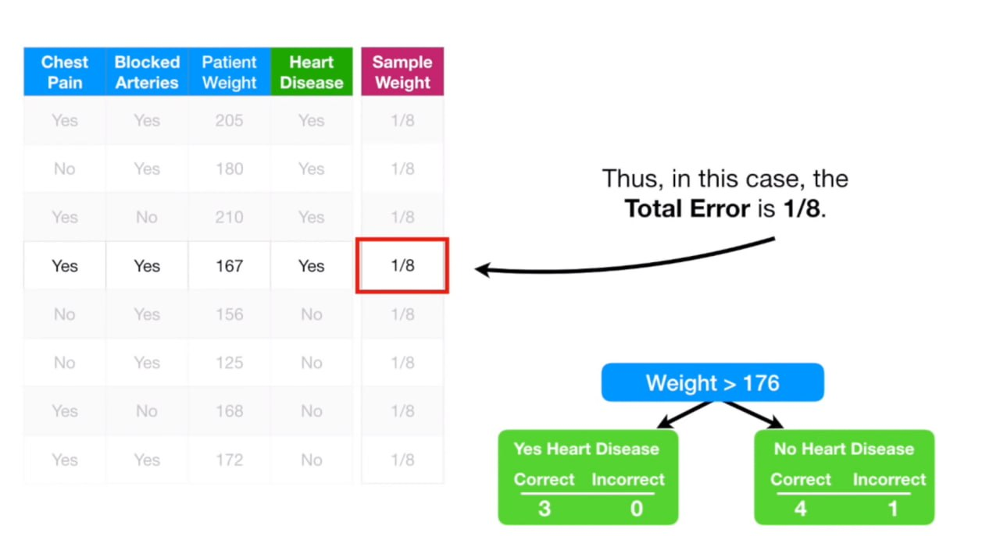 Chest Pain Blocked Arteries Patient Weight Heart Disease Sample Weight
Yes Yes 205 Yes 1/8
No Yes 180 Yes 1/8
Yes No 210 Yes 1/8
Yes Yes 167 Yes 1/8
No Yes 156 No 1/8
No Yes 125 No 1/8
Yes No 168 No 1/8
Yes Yes 172 No 1/8
Thus, in this case, the
Total Error is 1/8.
Weight > 176
Yes Heart Disease
Correct Incorrect
3 0
No Heart Disease
Correct Incorrect
4 1